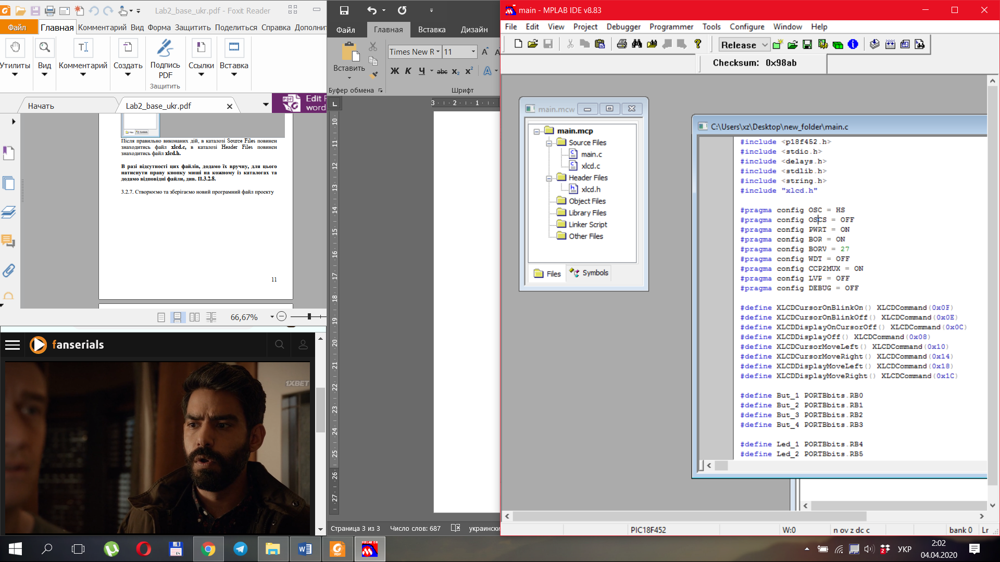 Lab2_base_ukr.pdf - Foxit Reader
Файл Главная Комментарий Вид Форма Защитить Поделиться Справка Дополни
Утилиты
Вид
Комментарий
Создать
Подпись PDF
Ссылки
Вставка
Защитить
Начать
Lab2_base_ukr.pdf
Edit
word
Після правильно виконаних дій, в каталозі Source Files повинен
знаходитись файл xlcd.c, в каталозі Header Files повинен
знаходитись файл xlcd.h.
В разі відсутності цих файлів, додамо їх вручну, для цього
натиснути праву кнопку миші на кожному із каталогах та
додамо відповідні файли, див. П.3.2.8.
3.2.7. Створюємо та зберігаємо новий програмний файл проекту
11
66,67%
fanserials
1XBET
Файл Главная Вставка Дизайн
Вставить
Times New R 11
Ж К Ч abc x₂ x² A
Буфер обмена
Шрифт
3 2 1
10
11
12
13
14
15
16
17
18
19
20
21
22
23
24
25
26
27
Страница 3 из 3 Число слов: 687 украински
main - MPLAB IDE v8.83
File Edit View Project Debugger Programmer Tools Configure Window Help
Release
Checksum: 0x98ab
main.mcw
main.mcp
Source Files
main.c
xlcd.c
Header Files
xlcd.h
Object Files
Library Files
Linker Script
Other Files
Files Symbols
C:\Users\xz\Desktop\new_folder\main.c
#include <p18f452.h>
#include <stdio.h>
#include <delays.h>
#include <stdlib.h>
#include <string.h>
#include "xlcd.h"
#pragma config OSC = HS
#pragma config OSCS = OFF
#pragma config PWRT = ON
#pragma config BOR = ON
#pragma config BORV = 27
#pragma config WDT = OFF
#pragma config CCP2MUX = ON
#pragma config LVP = OFF
#pragma config DEBUG = OFF
#define XLCDCursorOnBlinkOn() XLCDCommand(0x0F)
#define XLCDCursorOnBlinkOff() XLCDCommand(0x0E)
#define XLCDDisplayOnCursorOff() XLCDCommand(0x0C)
#define XLCDDisplayOff() XLCDCommand(0x08)
#define XLCDCursorMoveLeft() XLCDCommand(0x10)
#define XLCDCursorMoveRight() XLCDCommand(0x14)
#define XLCDDisplayMoveLeft() XLCDCommand(0x18)
#define XLCDDisplayMoveRight() XLCDCommand(0x1C)
#define But_1 PORTBbits.RB0
#define But_2 PORTBbits.RB1
#define But_3 PORTBbits.RB2
#define But_4 PORTBbits.RB3
#define Led_1 PORTBbits.RB4
#define Led_2 PORTBbits.RB5
PIC18F452 W:0 n ov z dc c bank 0 Ln
УКР
2:02
04.04.2020